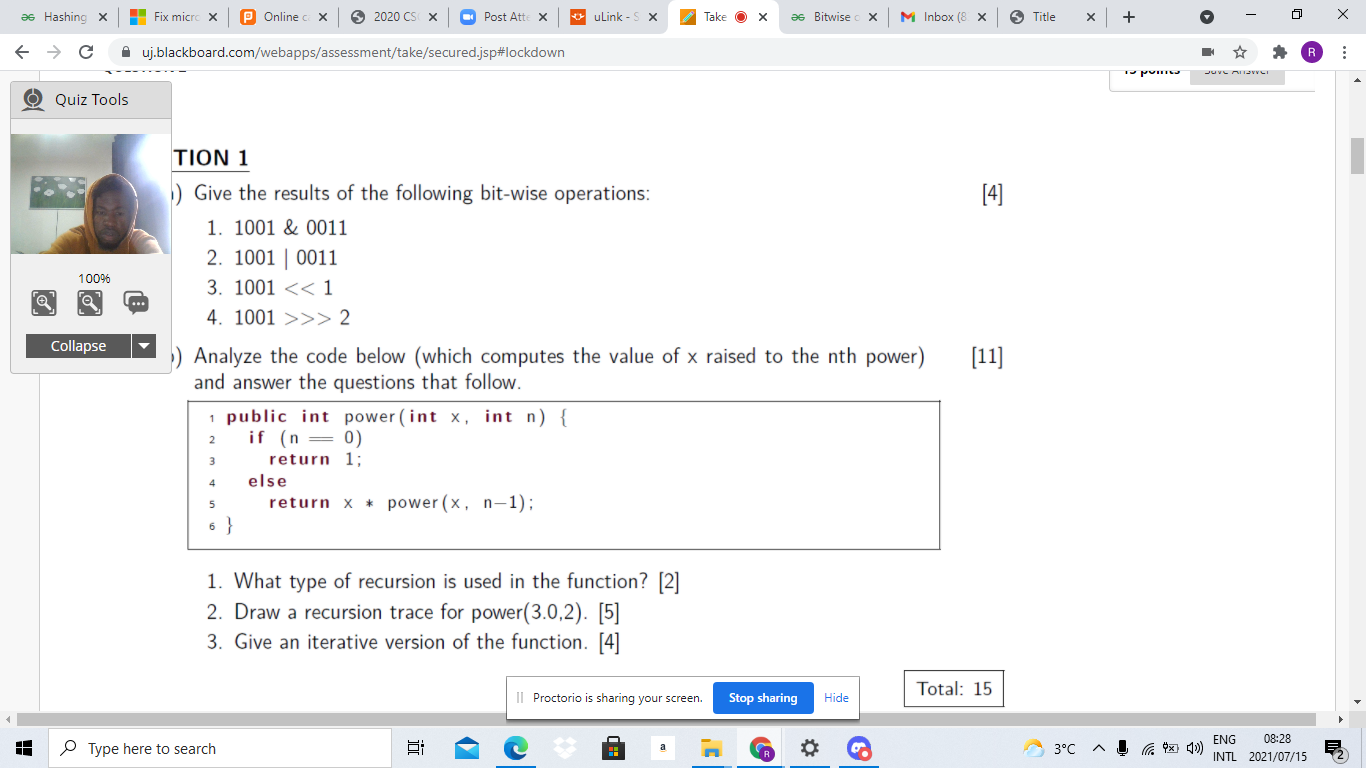 Hashing
Fix micro
Online c
2020 CS
Post Atte
uLink - S
Take
Bitwise o
Inbox (8
Title
uj.blackboard.com/webapps/assessment/take/secured.jsp#lockdown
R
Quiz Tools
100%
Collapse
TION 1
) Give the results of the following bit-wise operations: [4]
1. 1001 & 0011
2. 1001 | 0011
3. 1001 << 1
4. 1001 >>> 2
) Analyze the code below (which computes the value of x raised to the nth power) [11]
and answer the questions that follow.
1 public int power(int x, int n) {
2 if (n == 0)
3 return 1;
4 else
5 return x * power(x, n-1);
6 }
1. What type of recursion is used in the function? [2]
2. Draw a recursion trace for power(3.0,2). [5]
3. Give an iterative version of the function. [4]
Total: 15
Proctorio is sharing your screen. Stop sharing Hide
Type here to search
a
R
3°C
ENG
INTL
08:28
2021/07/15
2